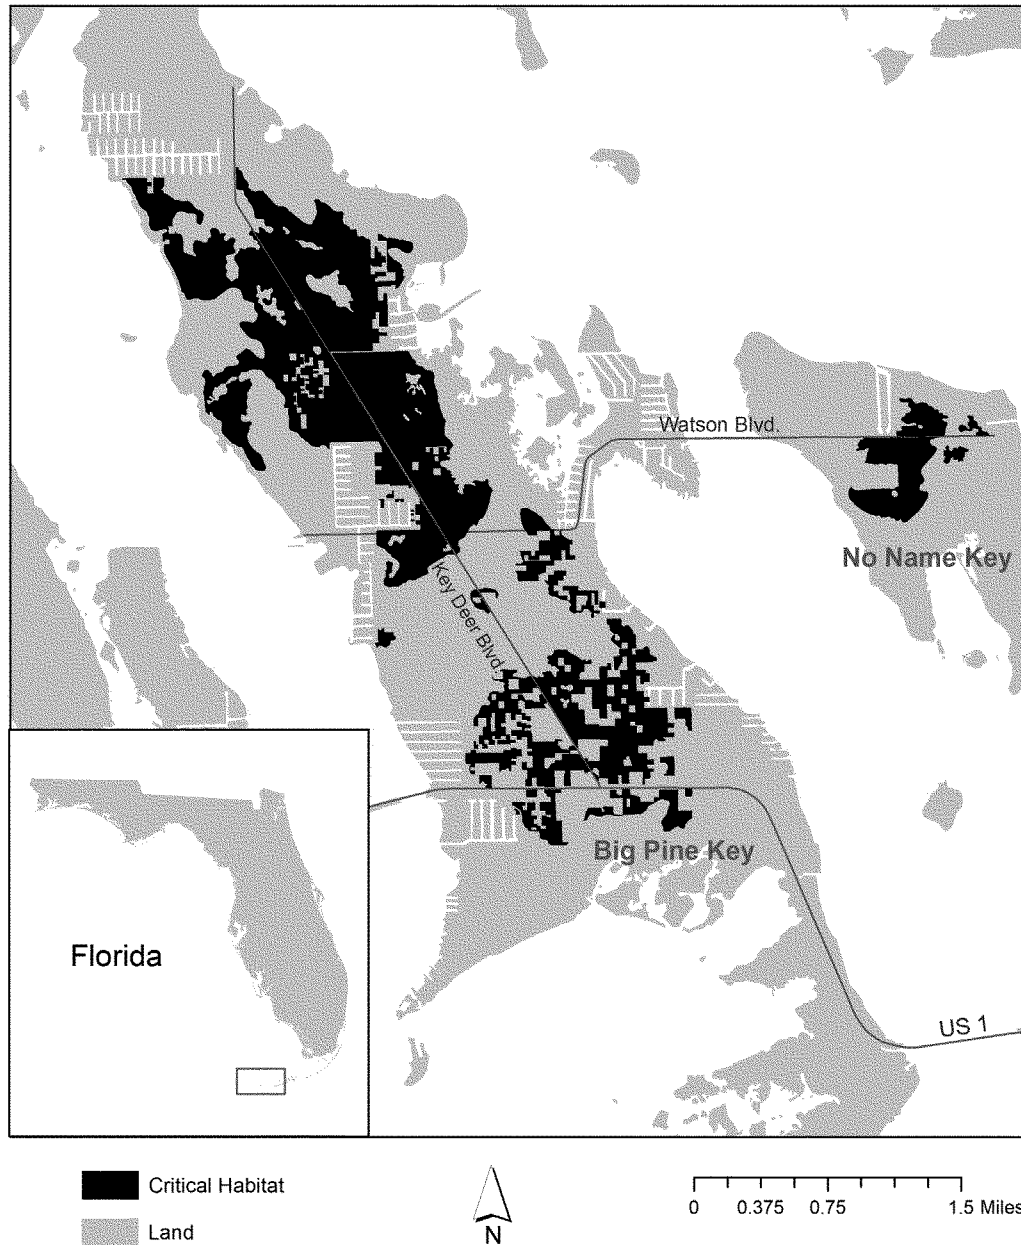 Watson Blvd.
No Name Key
Key Deer Blvd.
Big Pine Key
Florida
US 1
Critical Habitat
Land
N
0 0.375 0.75 1.5 Miles